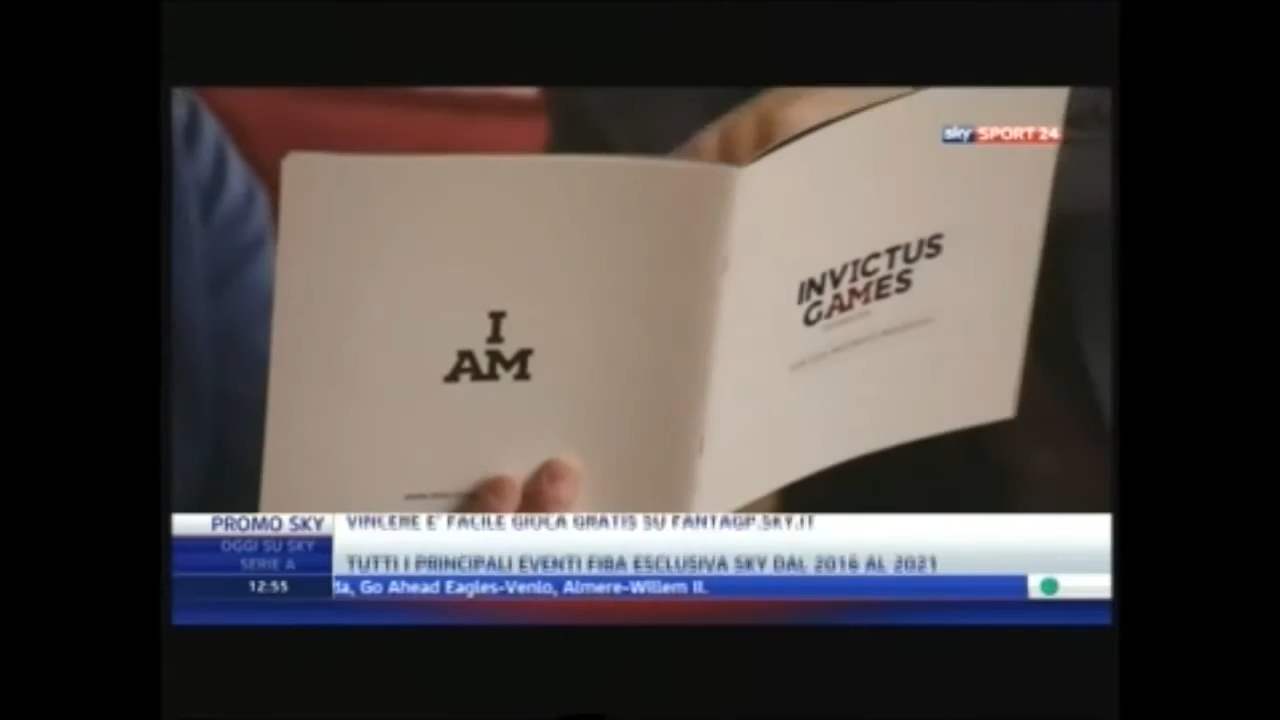 sky SPORT 24
I
AM
INVICTUS
GAMES
PROMO SKY
VINCERE E' FACILE GIOCA GRATIS SU FANTAGP.SKY.IT
OGGI SU SKY
SERIE A
TUTTI I PRINCIPALI EVENTI FIBA ESCLUSIVA SKY DAL 2016 AL 2021
12:55
da, Go Ahead Eagles-Venlo, Almere-Willem II.